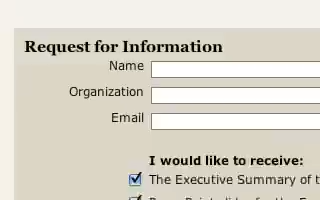 Request for Information
Name
Organization
Email
I would like to receive:
The Executive Summary of